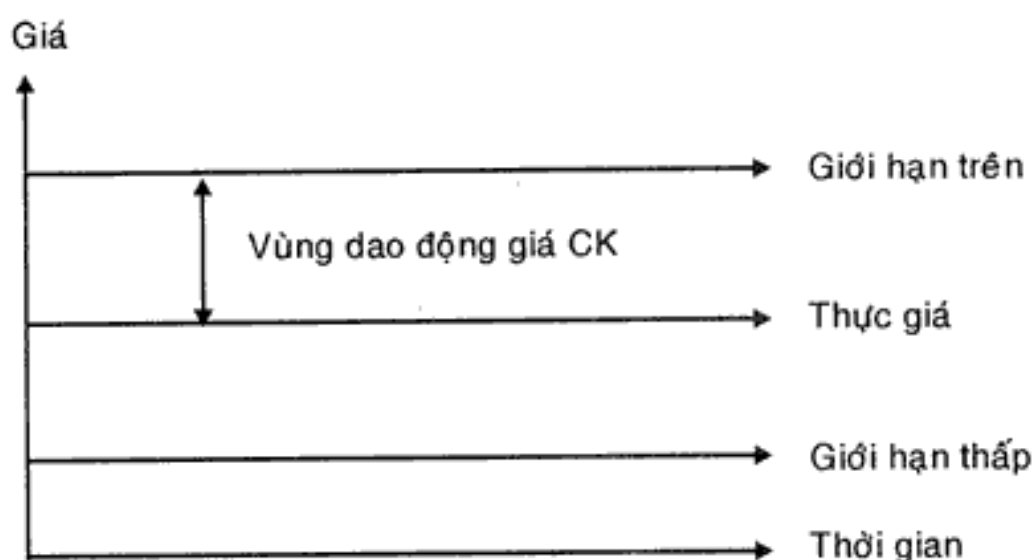 Giá
Giới hạn trên
Vùng dao động giá CK
Thực giá
Giới hạn thấp
Thời gian